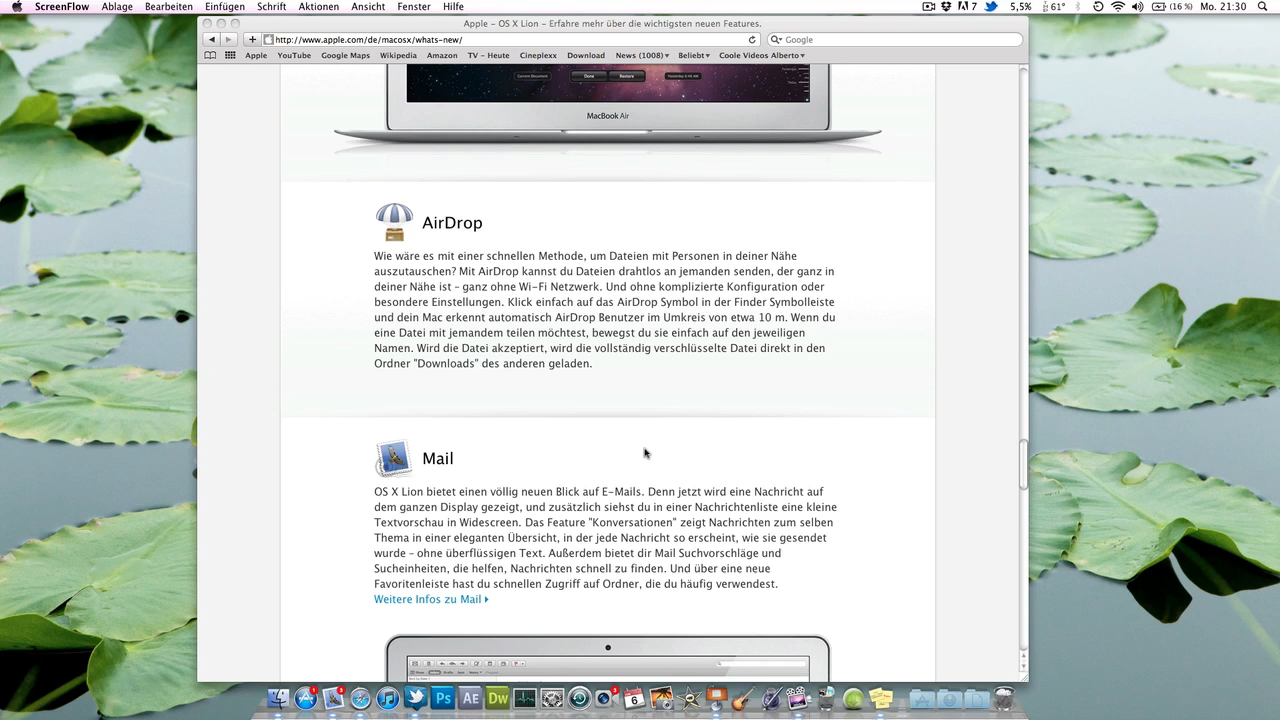 ScreenFlow Ablage Bearbeiten Einfügen Schrift Aktionen Ansicht Fenster Hilfe 7 5,5% 61° (16 %) Mo. 21:30
Apple – OS X Lion – Erfahre mehr über die wichtigsten neuen Features.
http://www.apple.com/de/macosx/whats-new/ Google
Apple YouTube Google Maps Wikipedia Amazon TV - Heute Cineplexx Download News (1008) Beliebt Coole Videos Alberto
Current Document Done Restore
MacBook Air
AirDrop
Wie wäre es mit einer schnellen Methode, um Dateien mit Personen in deiner Nähe
auszutauschen? Mit AirDrop kannst du Dateien drahtlos an jemanden senden, der ganz in
deiner Nähe ist – ganz ohne Wi-Fi Netzwerk. Und ohne komplizierte Konfiguration oder
besondere Einstellungen. Klick einfach auf das AirDrop Symbol in der Finder Symbolleiste
und dein Mac erkennt automatisch AirDrop Benutzer im Umkreis von etwa 10 m. Wenn du
eine Datei mit jemandem teilen möchtest, bewegst du sie einfach auf den jeweiligen
Namen. Wird die Datei akzeptiert, wird die vollständig verschlüsselte Datei direkt in den
Ordner "Downloads" des anderen geladen.
Mail
OS X Lion bietet einen völlig neuen Blick auf E-Mails. Denn jetzt wird eine Nachricht auf
dem ganzen Display gezeigt, und zusätzlich siehst du in einer Nachrichtenliste eine kleine
Textvorschau in Widescreen. Das Feature "Konversationen" zeigt Nachrichten zum selben
Thema in einer eleganten Übersicht, in der jede Nachricht so erscheint, wie sie gesendet
wurde – ohne überflüssigen Text. Außerdem bietet dir Mail Suchvorschläge und
Sucheinheiten, die helfen, Nachrichten schnell zu finden. Und über eine neue
Favoritenleiste hast du schnellen Zugriff auf Ordner, die du häufig verwendest.
Weitere Infos zu Mail
Ps Ae Dw 6